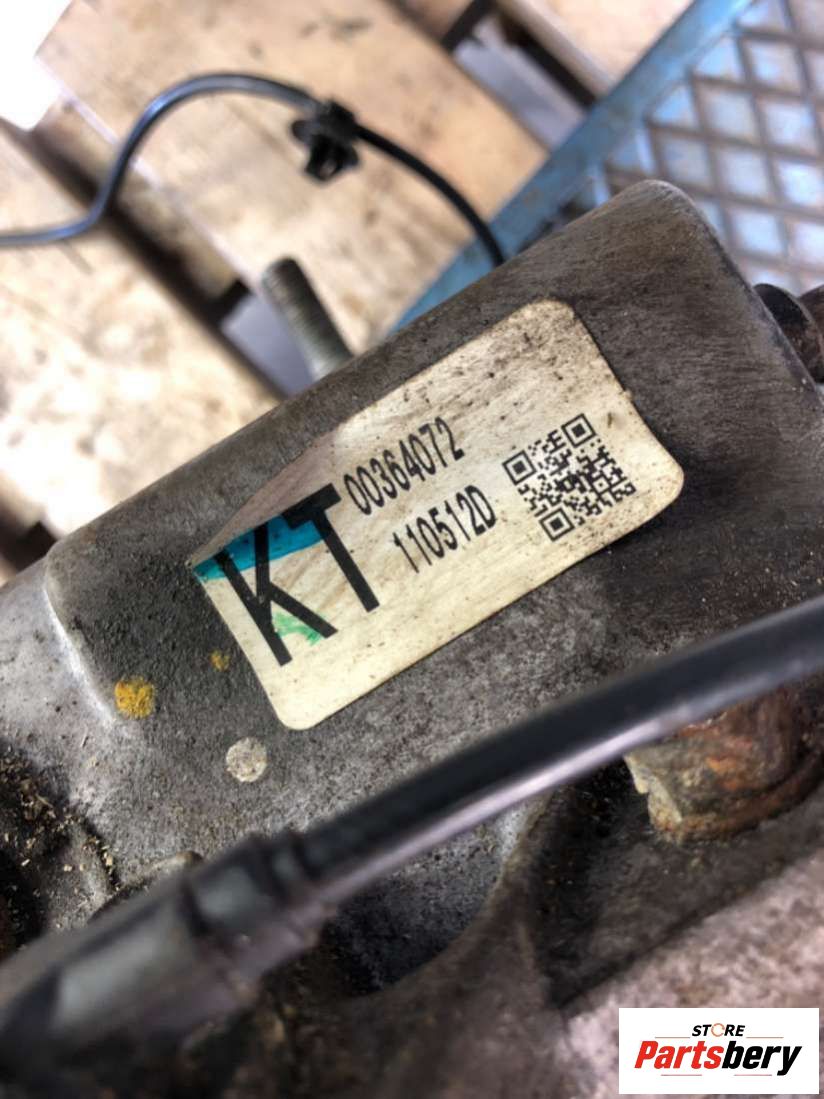 KT
00364072
110512D
STORE
Partsbery